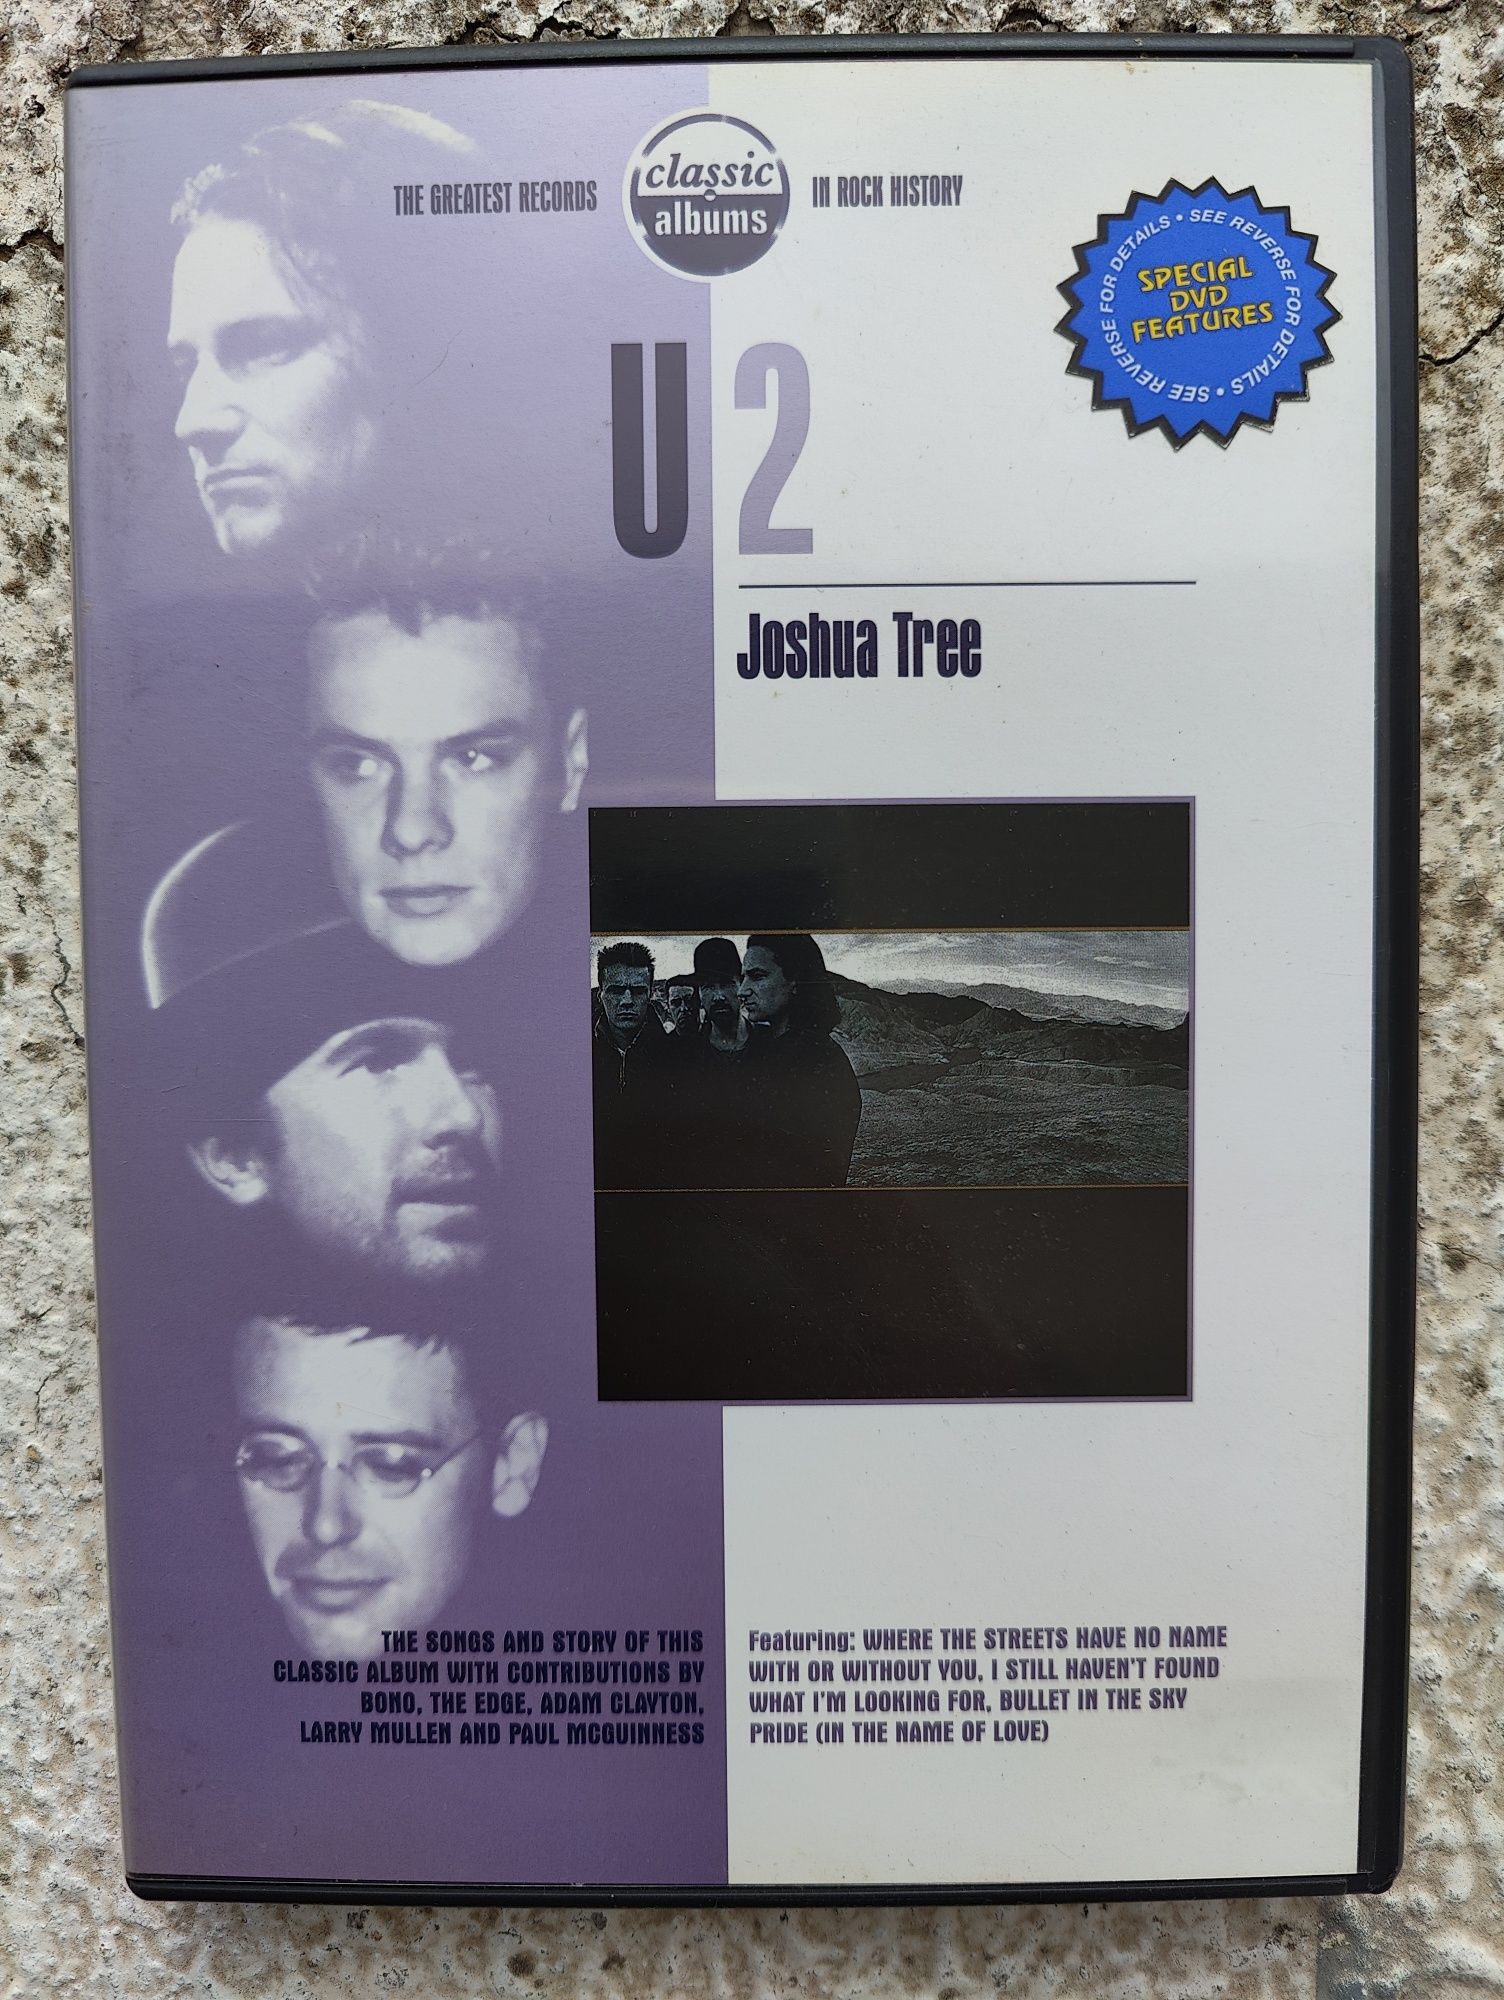 THE GREATEST RECORDS
classic
albums
IN ROCK HISTORY
SEE REVERSE FOR DETAILS • SEE REVERSE FOR DETAILS •
SPECIAL
DVD
FEATURES
U2
Joshua Tree
THE SONGS AND STORY OF THIS
CLASSIC ALBUM WITH CONTRIBUTIONS BY
BONO, THE EDGE, ADAM CLAYTON,
LARRY MULLEN AND PAUL MCGUINNESS
Featuring: WHERE THE STREETS HAVE NO NAME
WITH OR WITHOUT YOU, I STILL HAVEN'T FOUND
WHAT I'M LOOKING FOR, BULLET IN THE SKY
PRIDE (IN THE NAME OF LOVE)